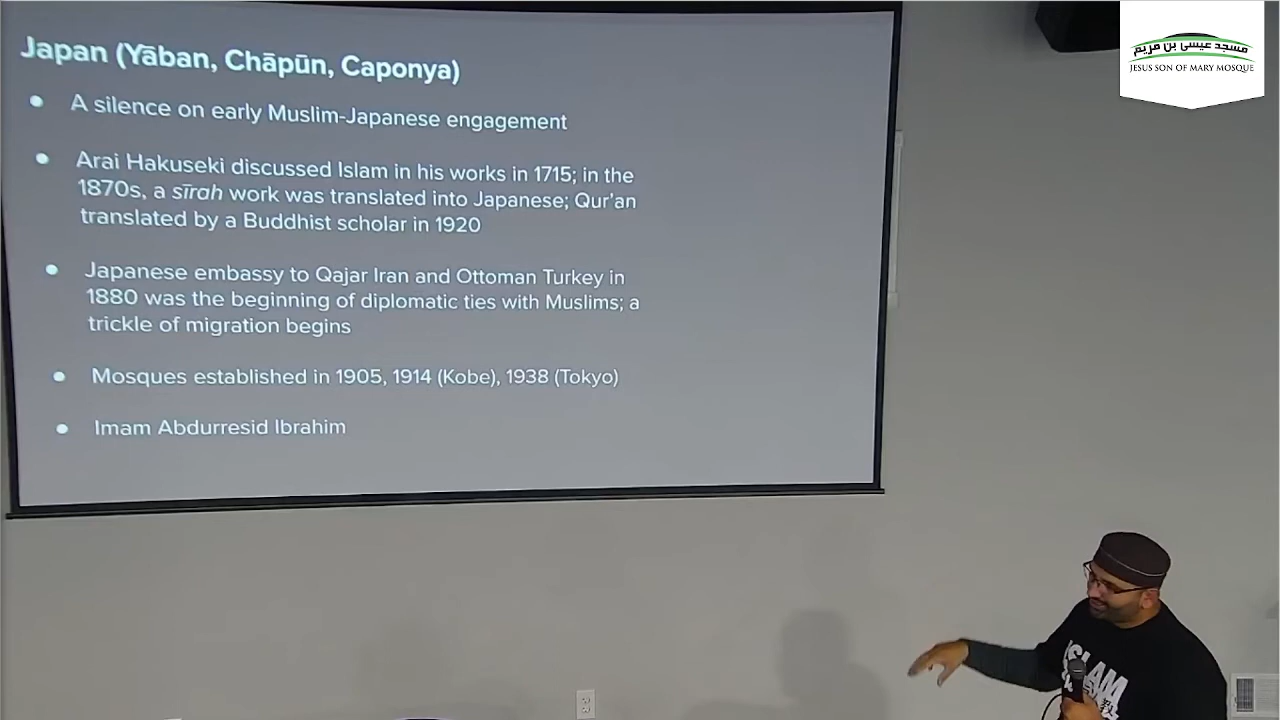 Japan (Yāban, Chāpūn, Caponya)
● A silence on early Muslim-Japanese engagement
● Arai Hakuseki discussed Islam in his works in 1715; in the
1870s, a sīrah work was translated into Japanese; Qur'an
translated by a Buddhist scholar in 1920
● Japanese embassy to Qajar Iran and Ottoman Turkey in
1880 was the beginning of diplomatic ties with Muslims; a
trickle of migration begins
● Mosques established in 1905, 1914 (Kobe), 1938 (Tokyo)
● Imam Abdurresid Ibrahim
مسجد عيسى بن مريم
JESUS SON OF MARY MOSQUE
ISLAM